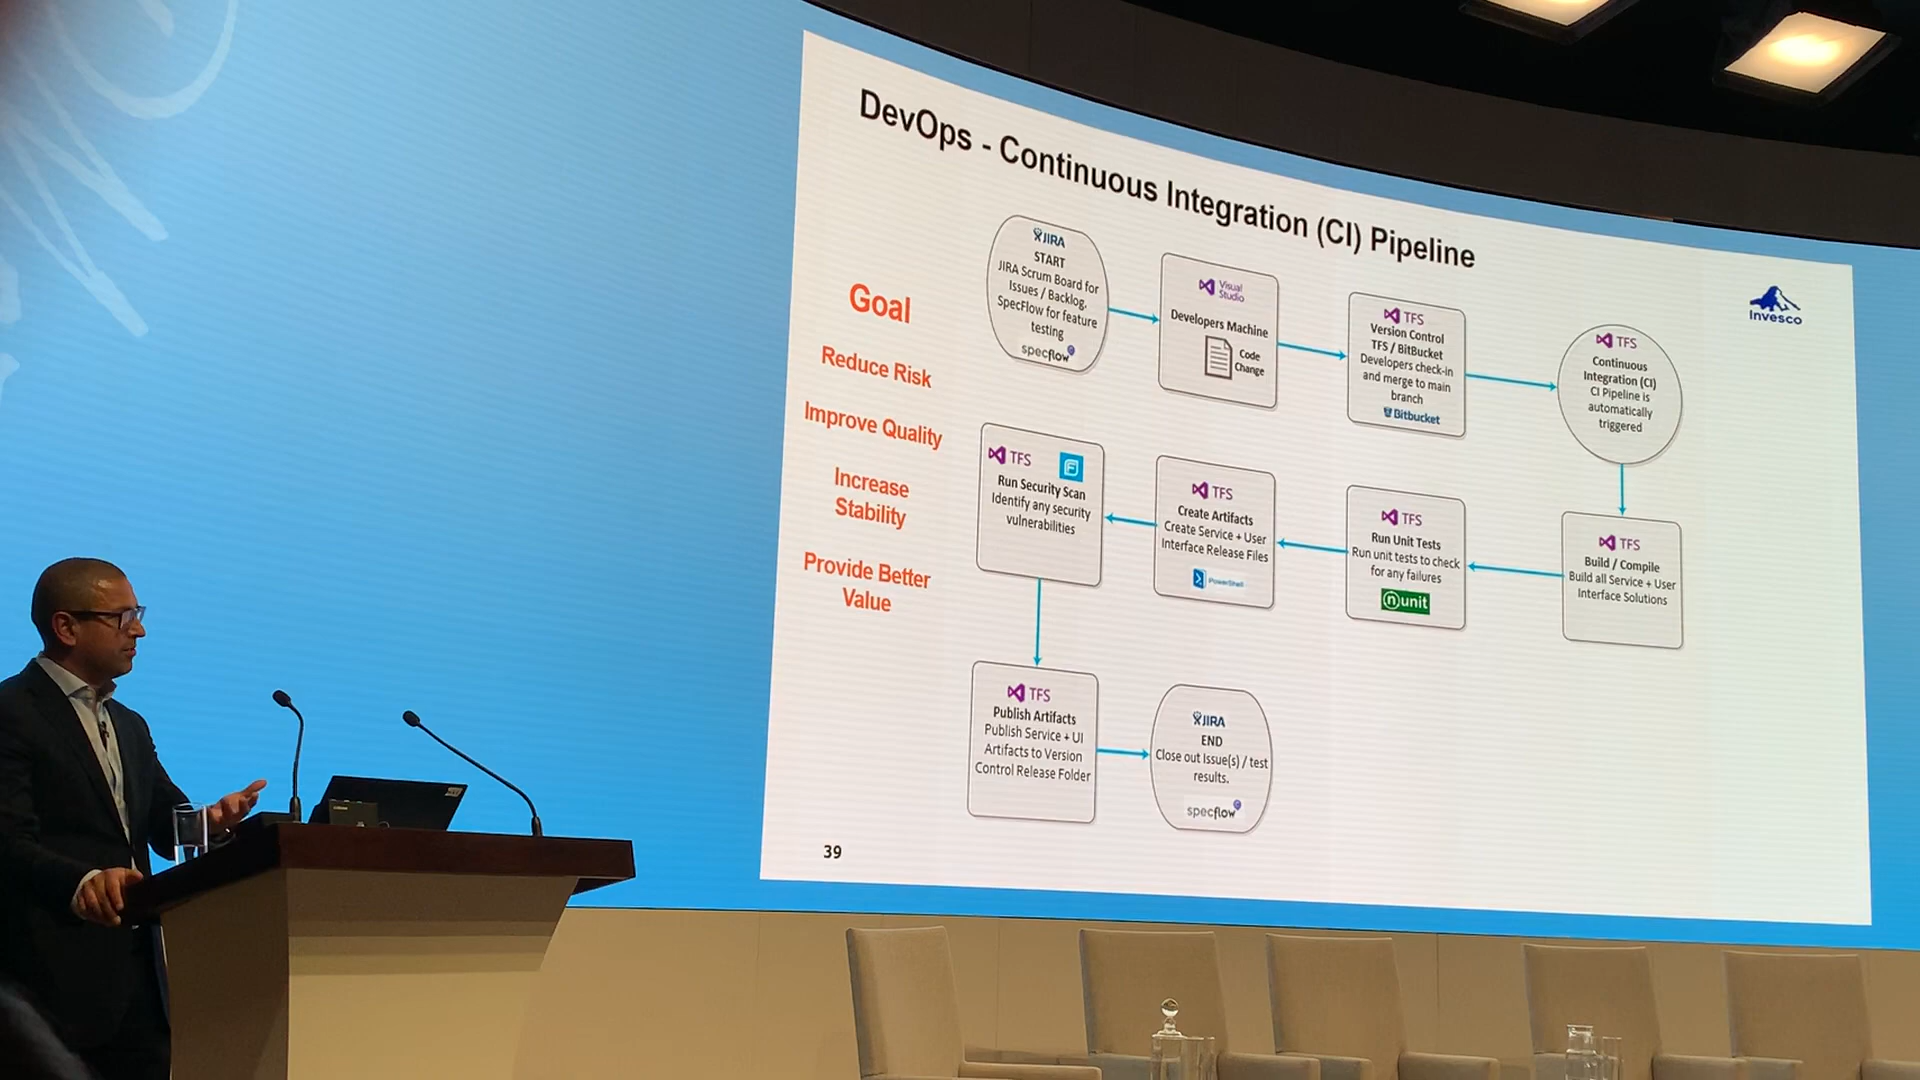 DevOps - Continuous Integration (CI) Pipeline
Invesco
Goal
Reduce Risk
Improve Quality
Increase
Stability
Provide Better
Value
JIRA
START
JIRA Scrum Board for
Issues / Backlog.
SpecFlow for feature
testing
specflow
Visual
Studio
Developers Machine
Code
Change
TFS
Version Control
TFS / BitBucket
Developers check-in
and merge to main
branch
Bitbucket
TFS
Continuous
Integration (CI)
CI Pipeline is
automatically
triggered
TFS
Build / Compile
Build all Service + User
Interface Solutions
TFS
Run Unit Tests
Run unit tests to check
for any failures
nunit
TFS
Create Artifacts
Create Service + User
Interface Release Files
PowerShell
TFS
Run Security Scan
Identify any security
vulnerabilities
TFS
Publish Artifacts
Publish Service + UI
Artifacts to Version
Control Release Folder
JIRA
END
Close out Issue(s) / test
results.
specflow
39